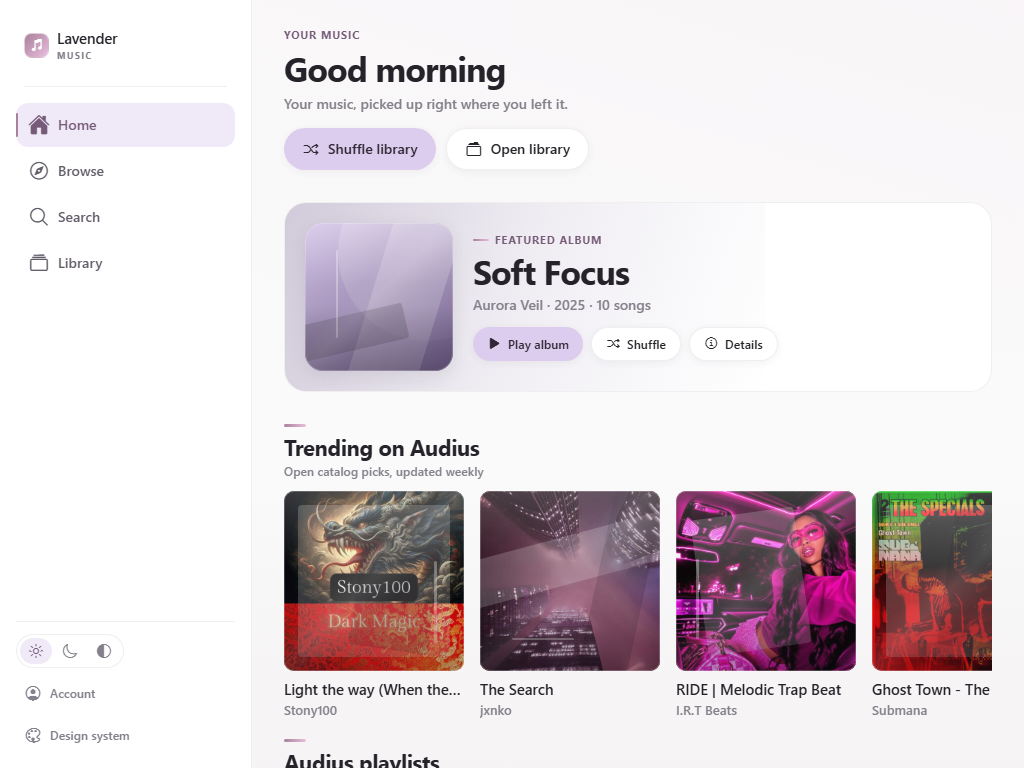 Lavender
MUSIC
Home
Browse
Search
Library
Account
Design system
YOUR MUSIC
Good morning
Your music, picked up right where you left it.
Shuffle library
Open library
FEATURED ALBUM
Soft Focus
Aurora Veil · 2025 · 10 songs
Play album
Shuffle
Details
Trending on Audius
Open catalog picks, updated weekly
Stony100
Dark Magic
THE SPECIALS
Ghost Town
Light the way (When the...
Stony100
The Search
jxnko
RIDE | Melodic Trap Beat
I.R.T Beats
Ghost Town - The
Submana
Audius playlists